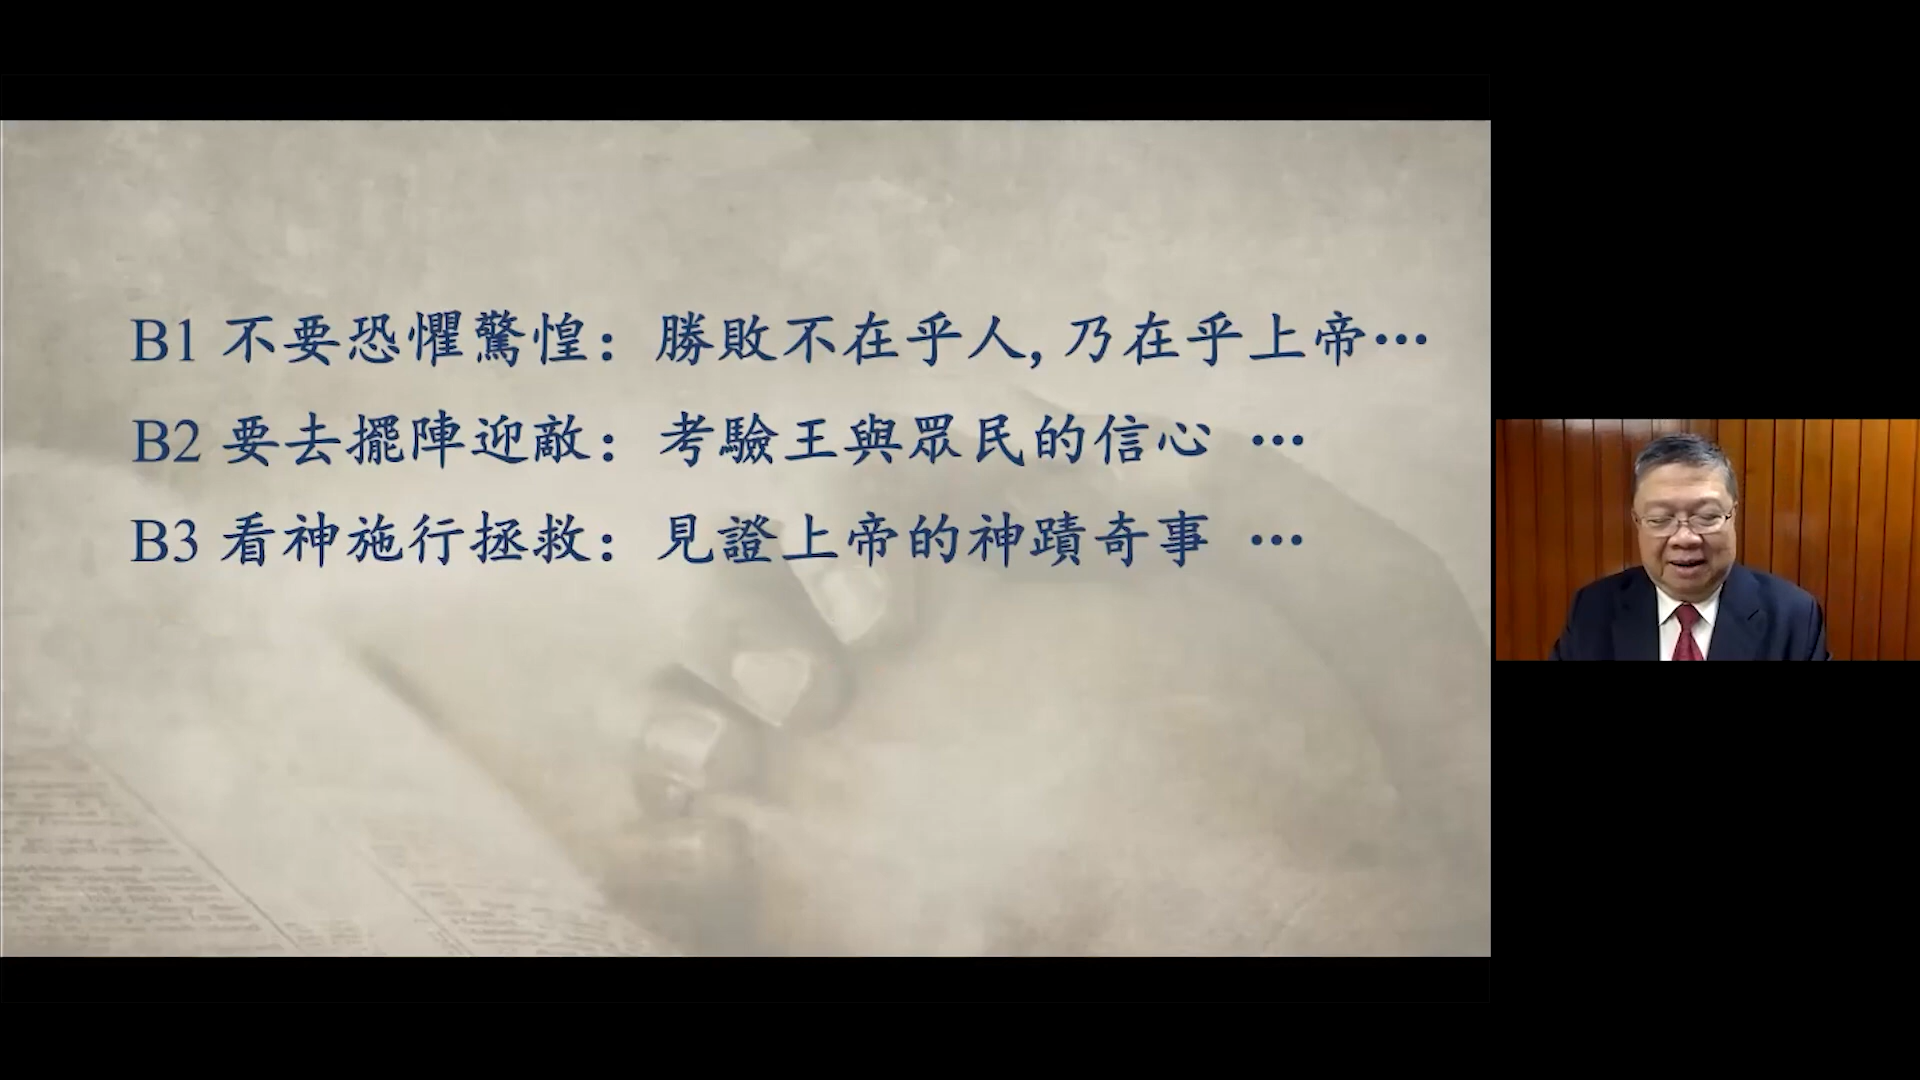 B1 不要恐懼驚惶：勝敗不在乎人,乃在乎上帝…
B2 要去擺陣迎敵：考驗王與眾民的信心 …
B3 看神施行拯救：見證上帝的神蹟奇事 …